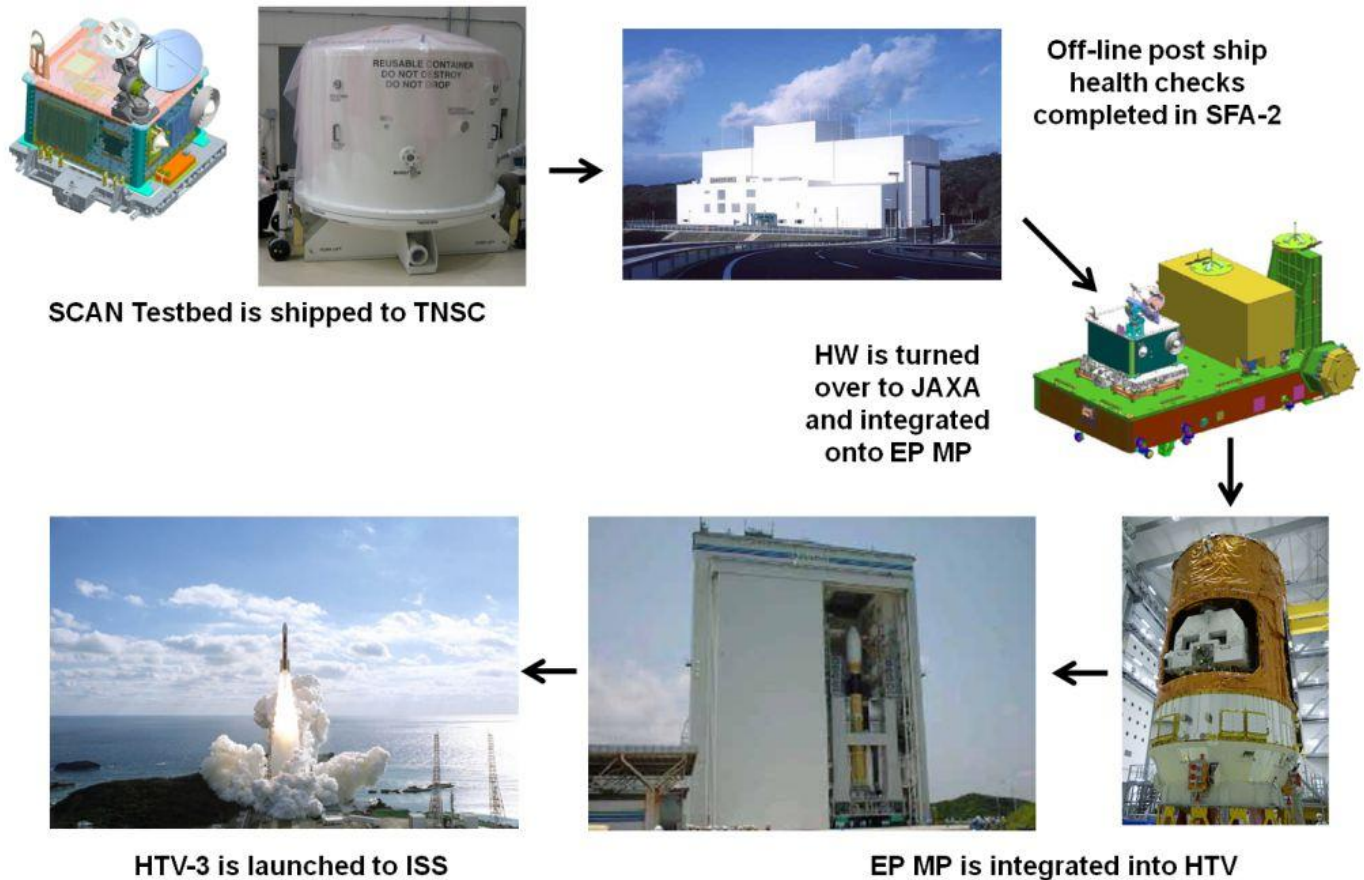 REUSABLE CONTAINER
DO NOT DESTROY
DO NOT DROP
SCAN Testbed is shipped to TNSC
Off-line post ship
health checks
completed in SFA-2
HW is turned
over to JAXA
and integrated
onto EP MP
EP MP is integrated into HTV
HTV-3 is launched to ISS